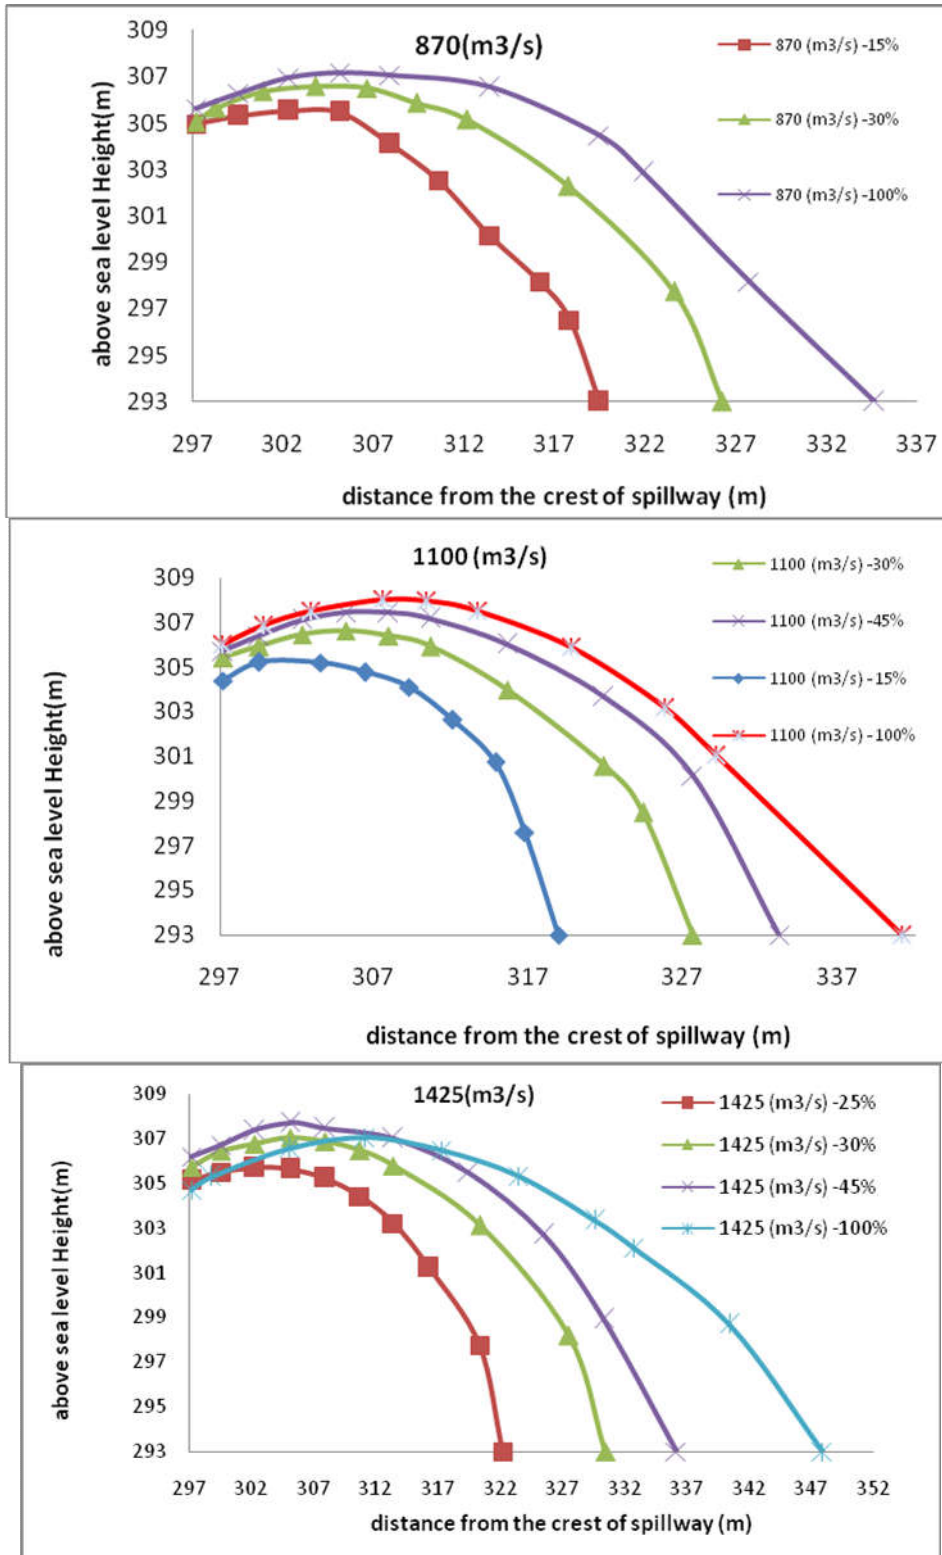 870(m3/s)
309
307
305
303
301
299
297
295
293
above sea level Height(m)
870 (m3/s) -15%
870 (m3/s) -30%
870 (m3/s) -100%
297 302 307 312 317 322 327 332 337
distance from the crest of spillway (m)
1100 (m3/s)
309
307
305
303
301
299
297
295
293
above sea level Height(m)
1100 (m3/s) -30%
1100 (m3/s) -45%
1100 (m3/s) -15%
1100 (m3/s) -100%
297 307 317 327 337
distance from the crest of spillway (m)
1425(m3/s)
309
307
305
303
301
299
297
295
293
above sea level Height(m)
1425 (m3/s) -25%
1425 (m3/s) -30%
1425 (m3/s) -45%
1425 (m3/s) -100%
297 302 307 312 317 322 327 332 337 342 347 352
distance from the crest of spillway (m)